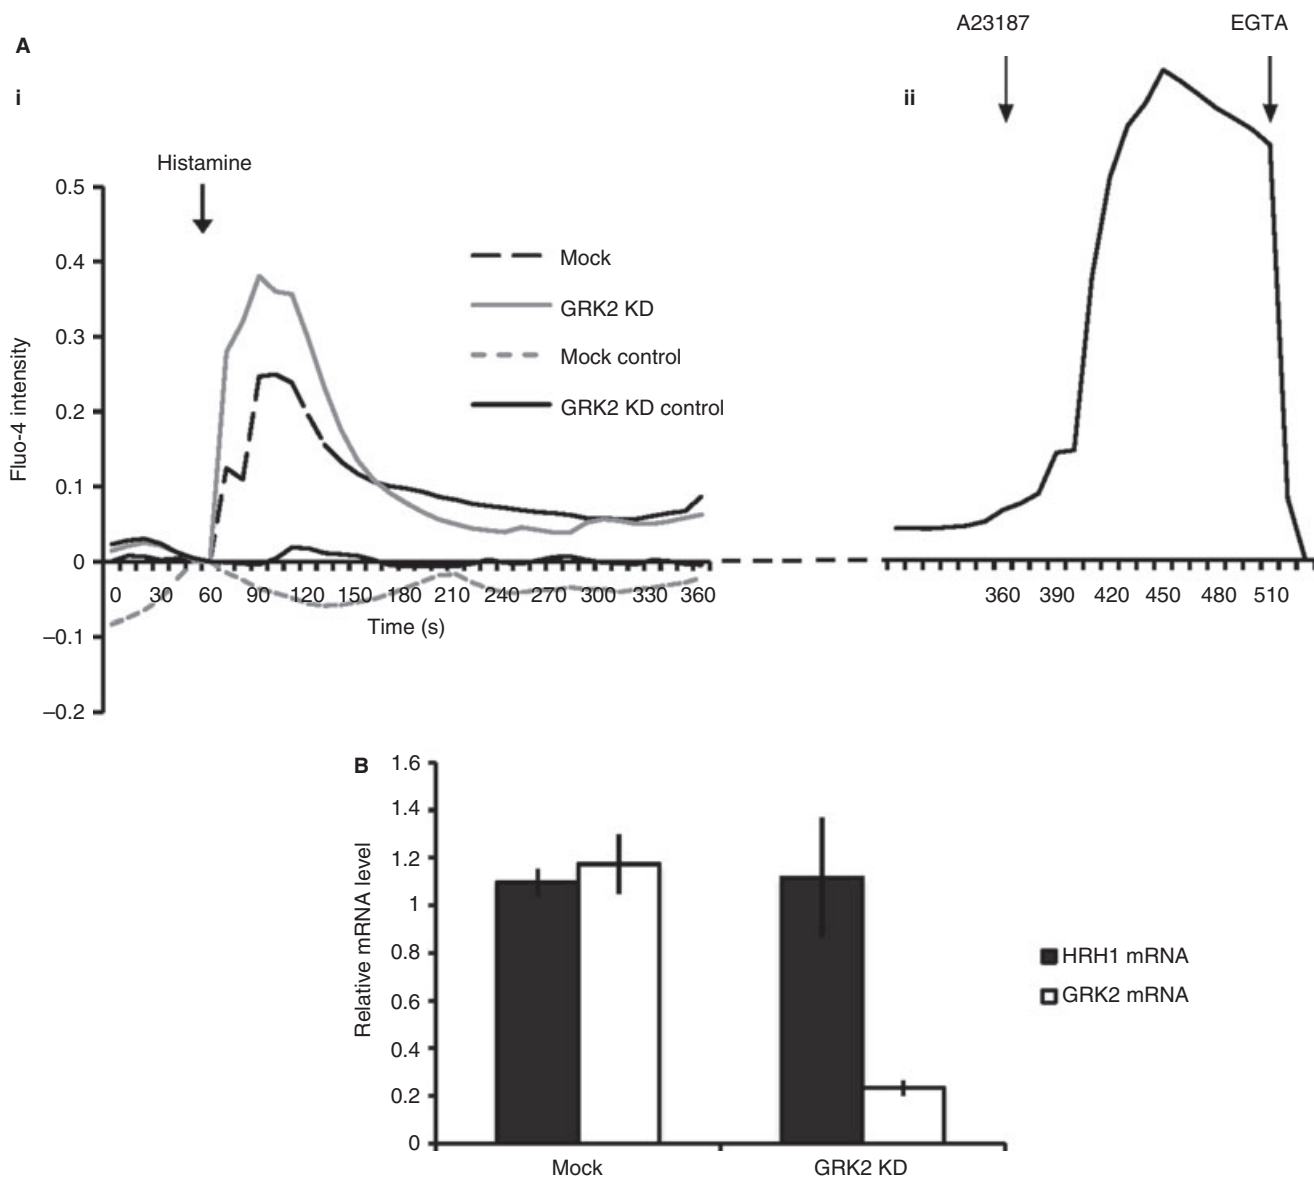 A
i
Histamine
0.5
0.4
0.3
0.2
0.1
0
–0.1
–0.2
Fluo-4 intensity
Mock
GRK2 KD
Mock control
GRK2 KD control
0 30 60 90 120 150 180 210 240 270 300 330 360
Time (s)
A23187
EGTA
ii
360 390 420 450 480 510
B
1.6
1.4
1.2
1
0.8
0.6
0.4
0.2
0
Relative mRNA level
Mock
GRK2 KD
HRH1 mRNA
GRK2 mRNA